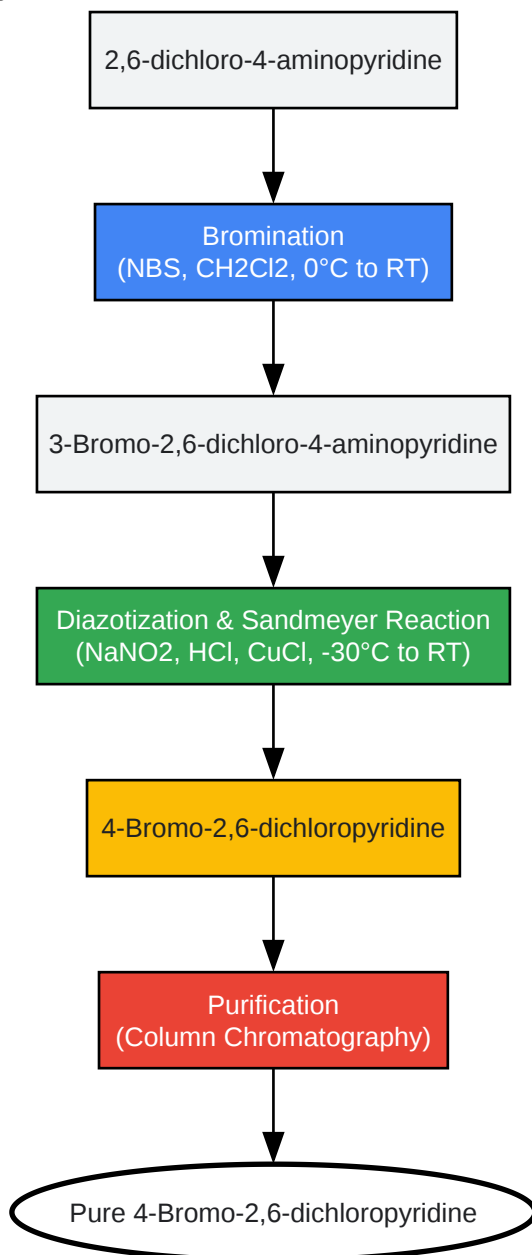 2,6-dichloro-4-aminopyridine
Bromination
(NBS, CH2Cl2, 0°C to RT)
3-Bromo-2,6-dichloro-4-aminopyridine
Diazotization & Sandmeyer Reaction
(NaNO2, HCl, CuCl, -30°C to RT)
4-Bromo-2,6-dichloropyridine
Purification
(Column Chromatography)
Pure 4-Bromo-2,6-dichloropyridine